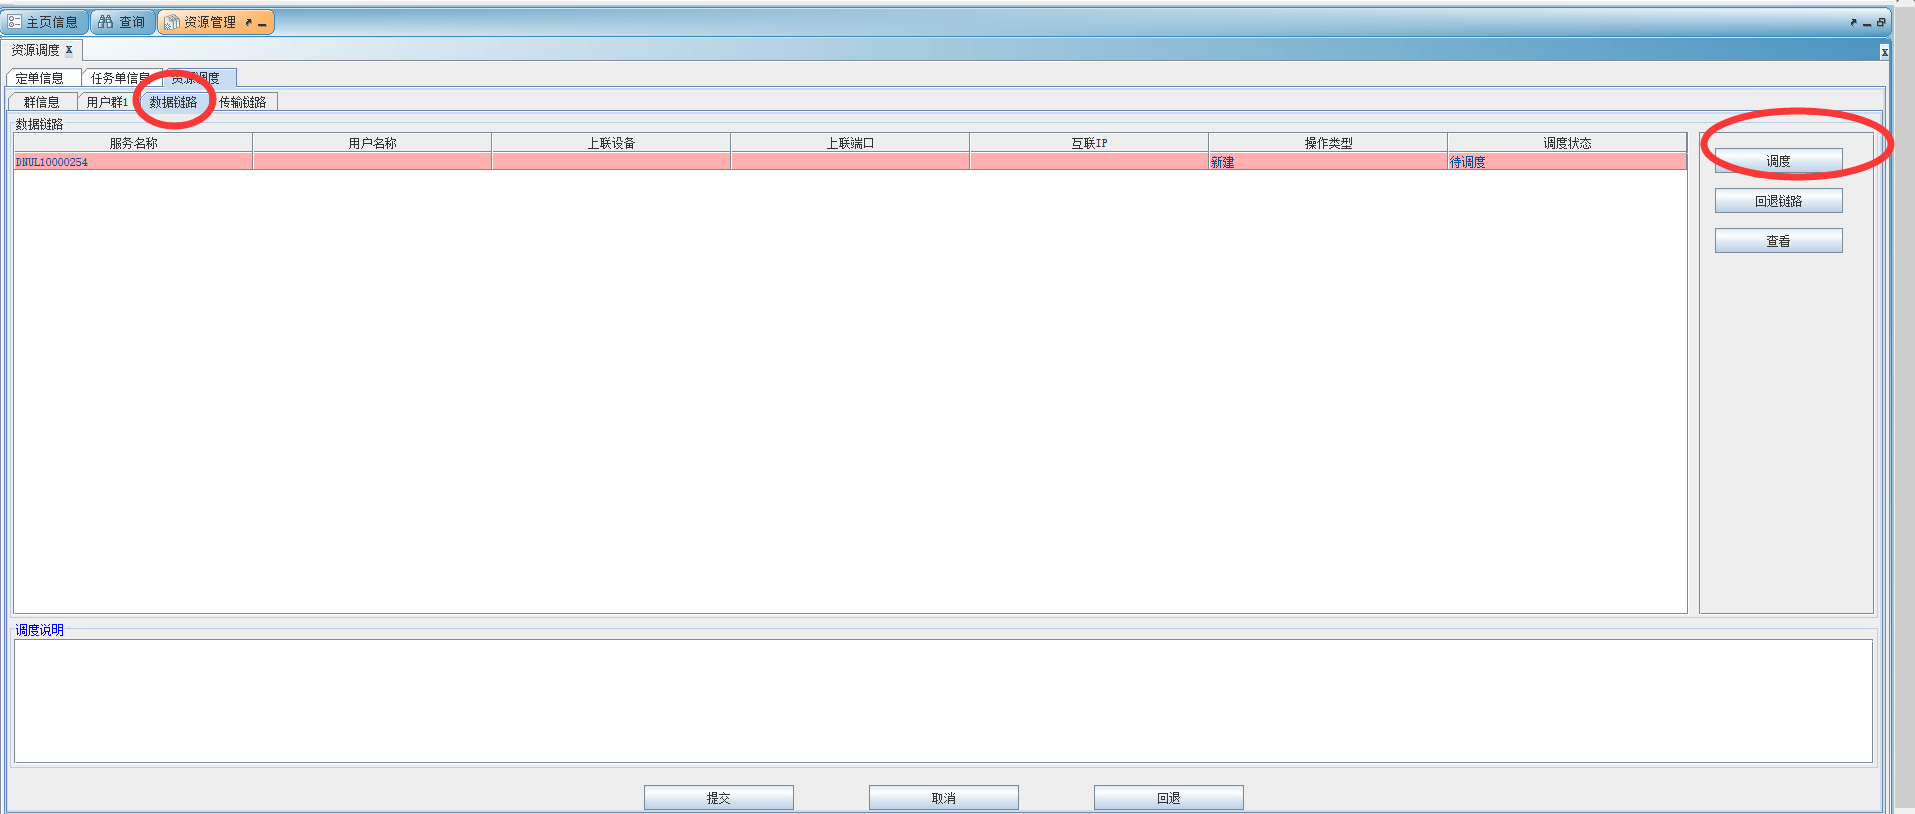 主页信息 查询 资源管理
资源调度 x
定单信息 任务单信息 资源调度
群信息 用户群1 数据链路 传输链路
数据链路
服务名称 用户名称 上联设备 上联端口 互联IP 操作类型 调度状态
DNUL10000254 新建 待调度
调度
回退链路
查看
调度说明
提交 取消 回退